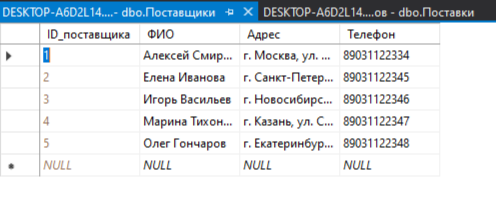 DESKTOP-A6D2L14....- dbo.Поставщики DESKTOP-A6D2L14....ов - dbo.Поставки
ID_поставщика ФИО Адрес Телефон
1 Алексей Смир... г. Москва, ул. ... 89031122334
2 Елена Иванова г. Санкт-Петер... 89031122345
3 Игорь Васильев г. Новосибирс... 89031122346
4 Марина Тихон... г. Казань, ул. С... 89031122347
5 Олег Гончаров г. Екатеринбур... 89031122348
NULL NULL NULL NULL